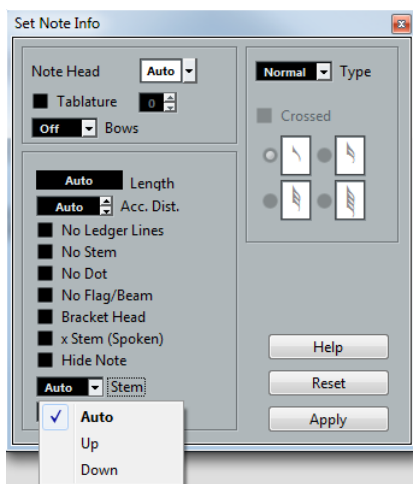 Set Note Info
Note Head Auto
Tablature 0
Off Bows
Auto Length
Auto Acc. Dist.
No Ledger Lines
No Stem
No Dot
No Flag/Beam
Bracket Head
x Stem (Spoken)
Hide Note
Auto Stem
Auto
Up
Down
Normal Type
Crossed
Help
Reset
Apply